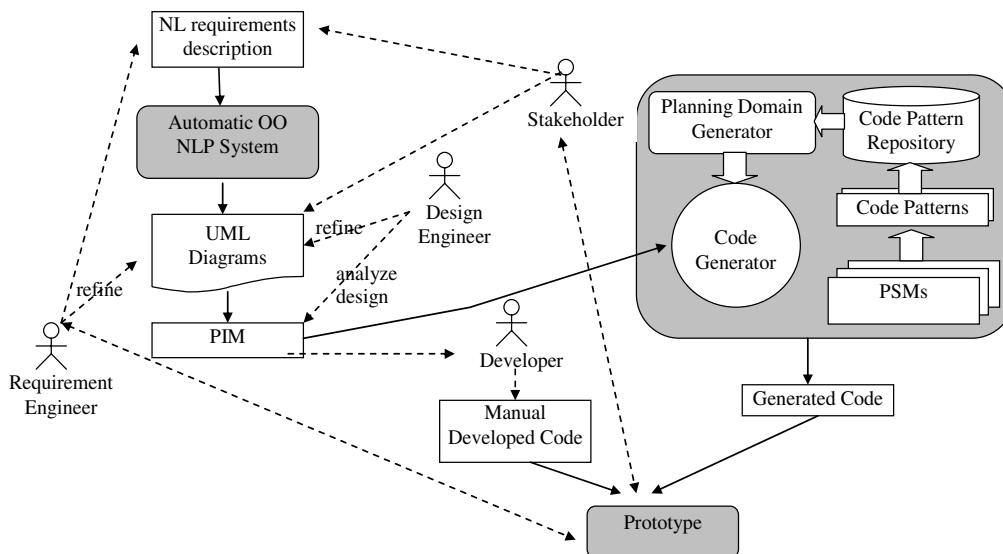 NL requirements
description
Automatic OO
NLP System
Stakeholder
Planning Domain
Generator
Code Pattern
Repository
Design
Engineer
refine
UML
Diagrams
Code Patterns
Code
Generator
analyze
design
refine
PSMs
PIM
Developer
Requirement
Engineer
Manual
Developed Code
Generated Code
Prototype